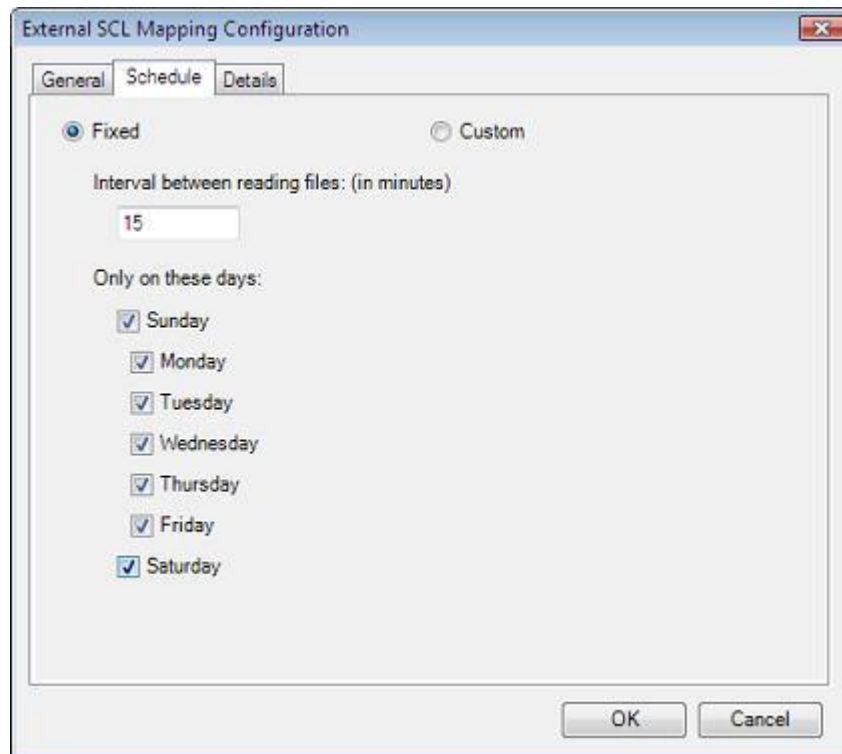 External SCL Mapping Configuration
General Schedule Details
Fixed Custom
Interval between reading files: (in minutes)
15
Only on these days:
Sunday
Monday
Tuesday
Wednesday
Thursday
Friday
Saturday
OK Cancel